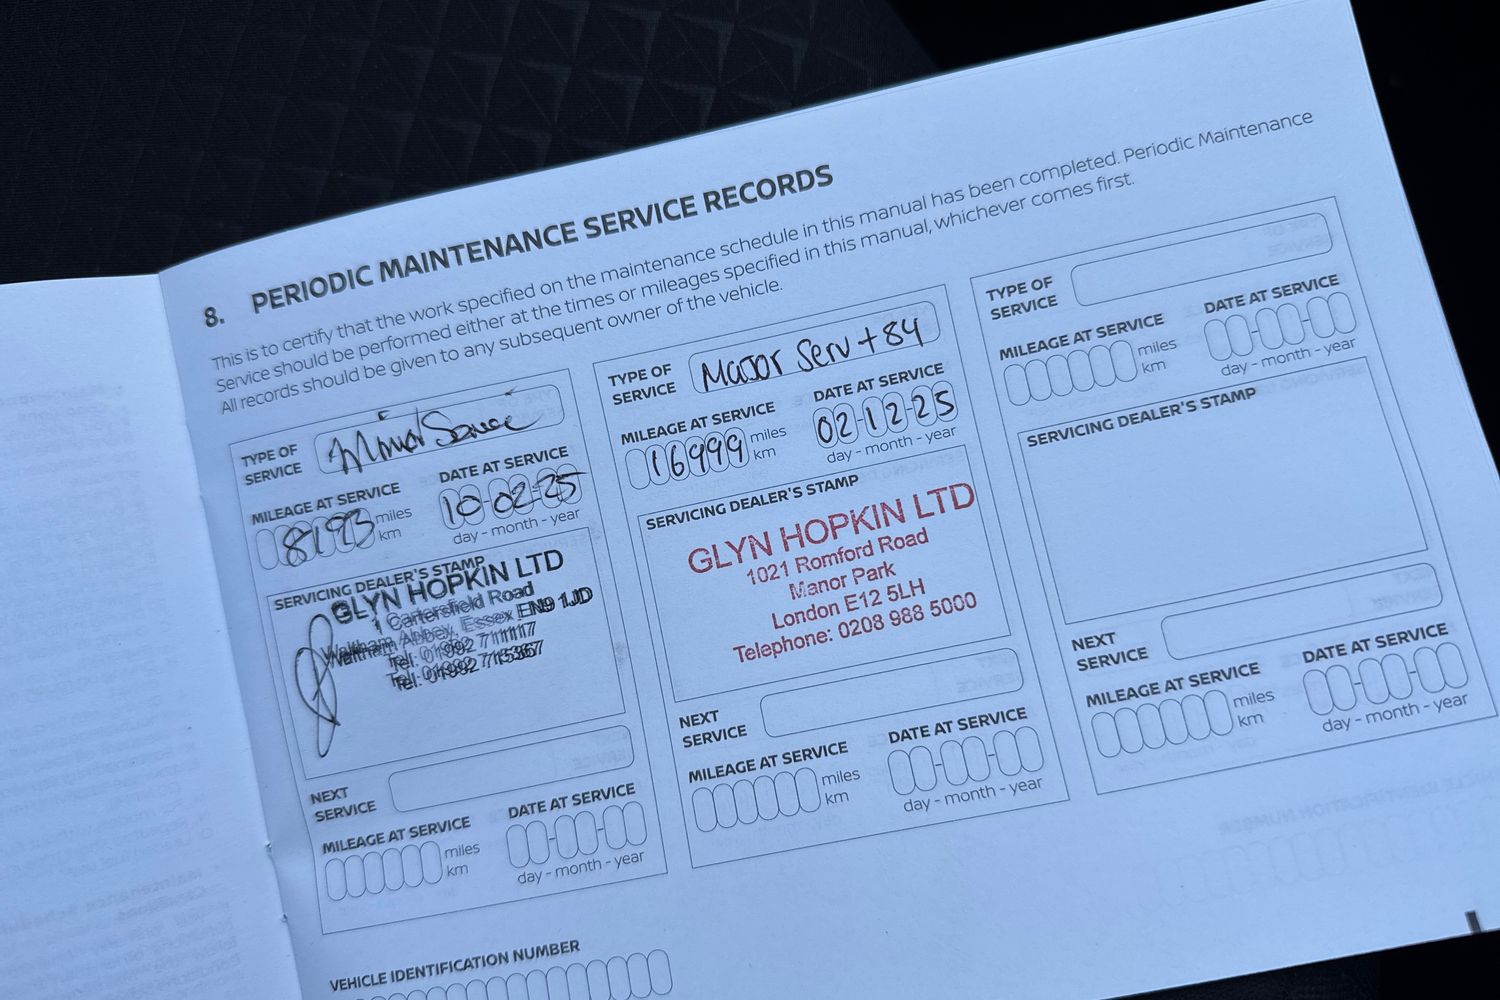 8. PERIODIC MAINTENANCE SERVICE RECORDS
This is to certify that the work specified on the maintenance schedule in this manual has been completed. Periodic Maintenance
Service should be performed either at the times or mileages specified in this manual, whichever comes first.
All records should be given to any subsequent owner of the vehicle.
TYPE OF
SERVICE
Minor Service
MILEAGE AT SERVICE
8193
miles
km
DATE AT SERVICE
10-02-25
day - month - year
SERVICING DEALER'S STAMP
GLYN HOPKIN LTD
1 Cartersfield Road
Waltham Abbey, Essex EN9 1JD
Tel: 01992 711117
Tel: 01992 715367
NEXT
SERVICE
MILEAGE AT SERVICE
miles
km
DATE AT SERVICE
day - month - year
TYPE OF
SERVICE
Major Serv + 84
MILEAGE AT SERVICE
16999
miles
km
DATE AT SERVICE
02-12-25
day - month - year
SERVICING DEALER'S STAMP
GLYN HOPKIN LTD
1021 Romford Road
Manor Park
London E12 5LH
Telephone: 0208 988 5000
NEXT
SERVICE
MILEAGE AT SERVICE
miles
km
DATE AT SERVICE
day - month - year
TYPE OF
SERVICE
MILEAGE AT SERVICE
miles
km
DATE AT SERVICE
day - month - year
SERVICING DEALER'S STAMP
NEXT
SERVICE
MILEAGE AT SERVICE
miles
km
DATE AT SERVICE
day - month - year
VEHICLE IDENTIFICATION NUMBER